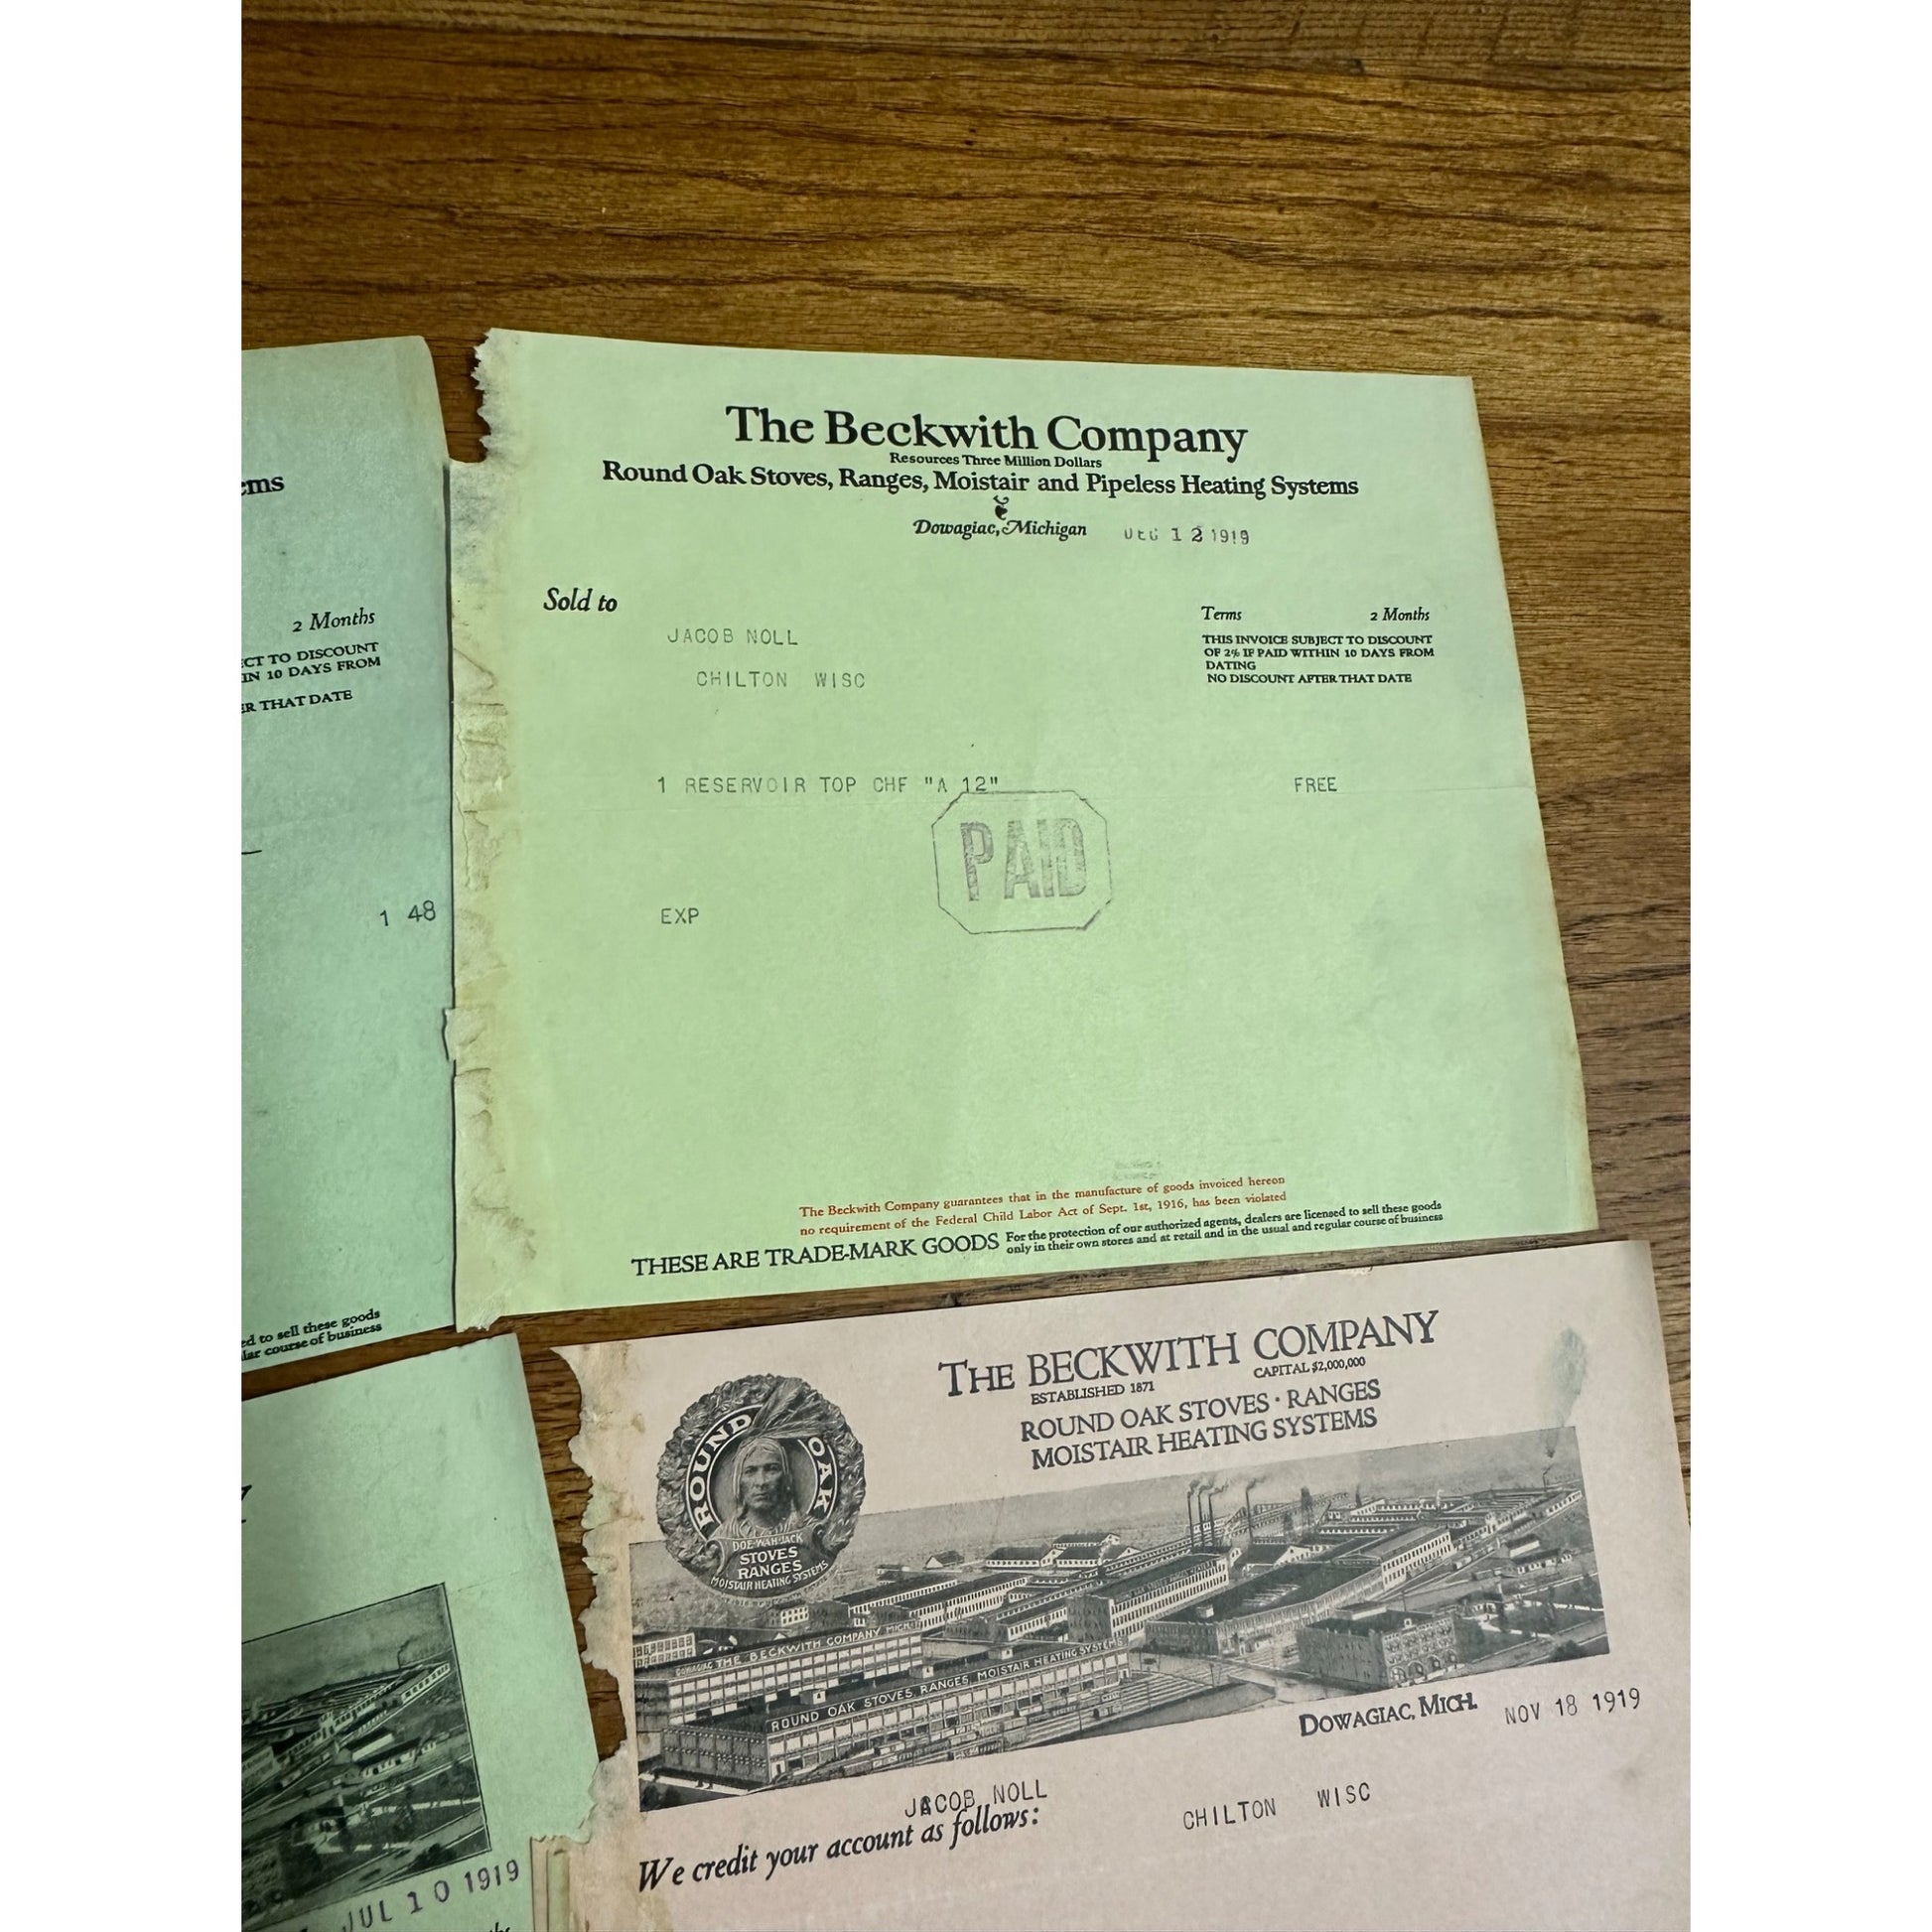 ems
2 Months
CT TO DISCOUNT
IN 10 DAYS FROM
ER THAT DATE
1 48
ed to sell these goods
lar course of business
The Beckwith Company
Resources Three Million Dollars
Round Oak Stoves, Ranges, Moistair and Pipeless Heating Systems
Dowagiac, Michigan DEC 12 1919
Sold to
JACOB NOLL
CHILTON WISC
Terms 2 Months
THIS INVOICE SUBJECT TO DISCOUNT
OF 2% IF PAID WITHIN 10 DAYS FROM
DATING
NO DISCOUNT AFTER THAT DATE
1 RESERVOIR TOP CHF "A 12" FREE
PAID
EXP
The Beckwith Company guarantees that in the manufacture of goods invoiced hereon
no requirement of the Federal Child Labor Act of Sept. 1st, 1916, has been violated
THESE ARE TRADE-MARK GOODS For the protection of our authorized agents, dealers are licensed to sell these goods
only in their own stores and at retail and in the usual and regular course of business
Y
JUL 10 1919
ths
THE BECKWITH COMPANY
ESTABLISHED 1871 CAPITAL $2,000,000
ROUND OAK STOVES · RANGES
MOISTAIR HEATING SYSTEMS
ROUND OAK
DOE-WAH-JACK
STOVES
RANGES
MOISTAIR HEATING SYSTEMS
DOWAGIAC THE BECKWITH COMPANY MICH.
ROUND OAK STOVES, RANGES, MOISTAIR HEATING SYSTEMS
DOWAGIAC, MICH. NOV 18 1919
JACOB NOLL CHILTON WISC
We credit your account as follows: